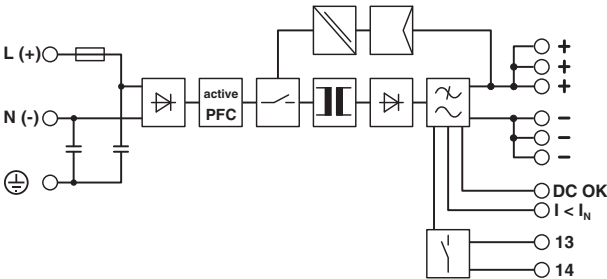 L (+)
+
+
+
N (-)
active
PFC
–
–
–
DC OK
I < I_N
13
14